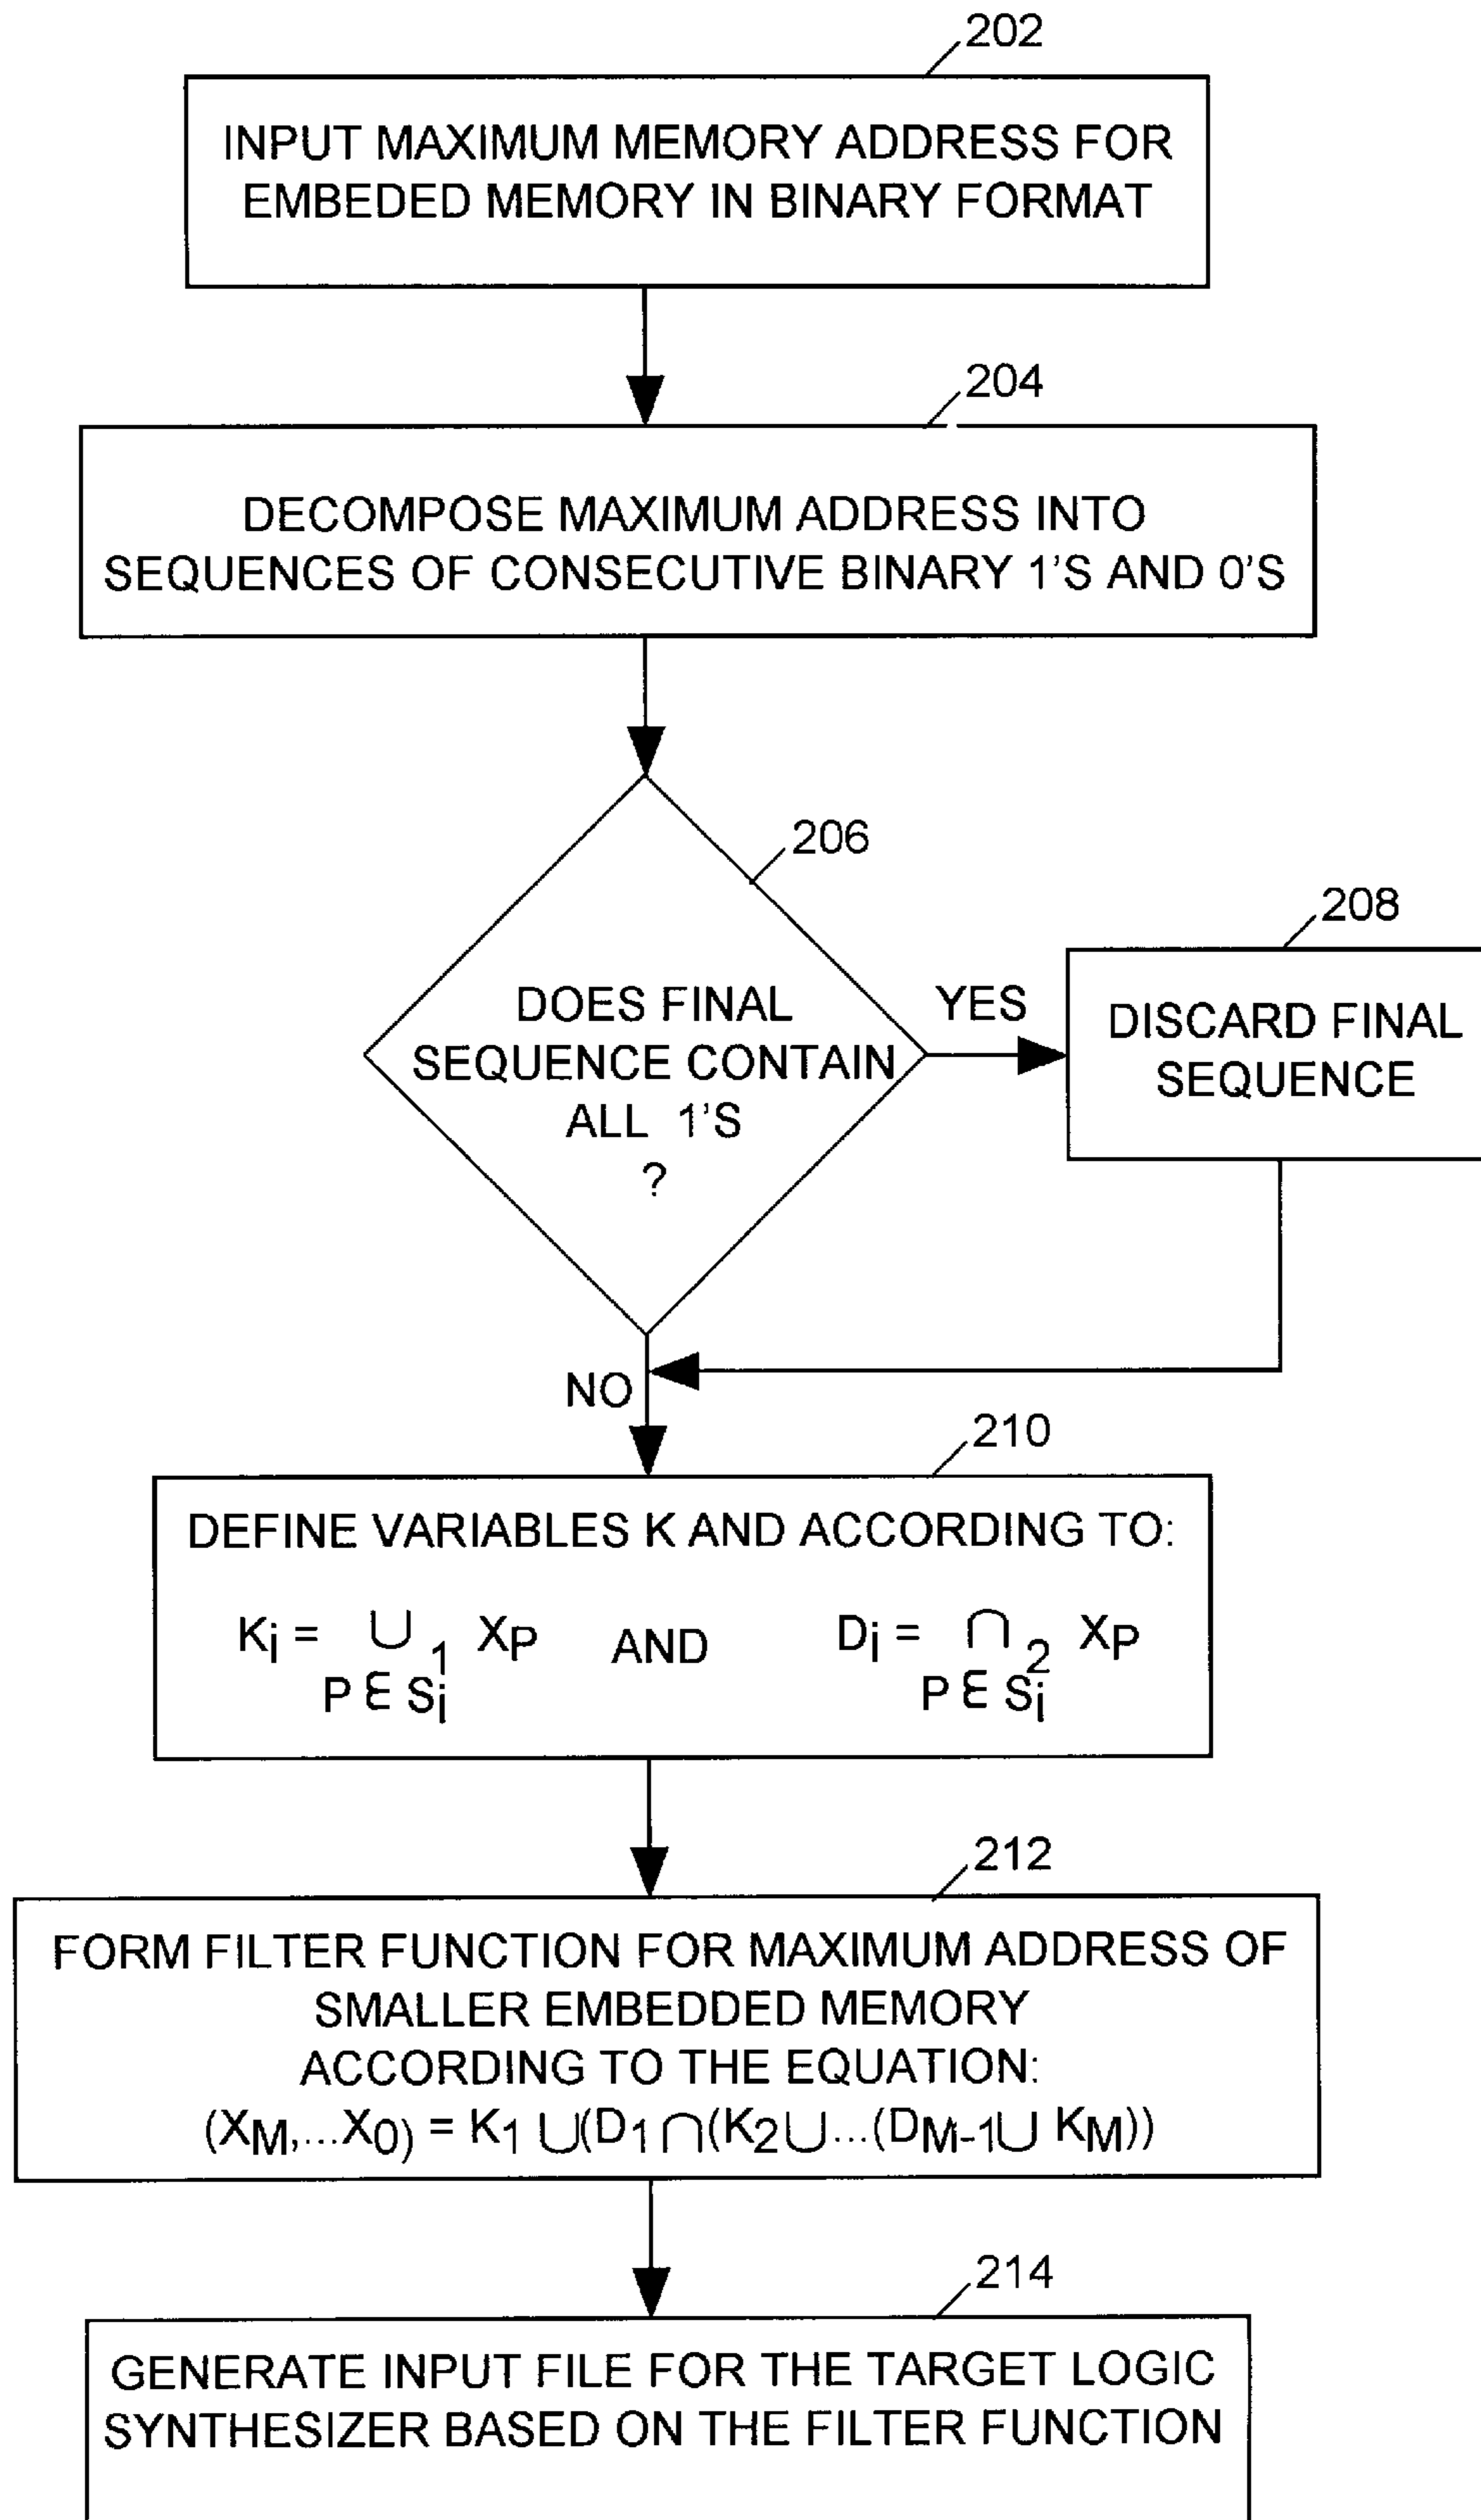 202
INPUT MAXIMUM MEMORY ADDRESS FOR
EMBEDED MEMORY IN BINARY FORMAT
204
DECOMPOSE MAXIMUM ADDRESS INTO
SEQUENCES OF CONSECUTIVE BINARY 1'S AND 0'S
206
DOES FINAL
SEQUENCE CONTAIN
ALL 1'S
?
YES
208
DISCARD FINAL
SEQUENCE
NO
210
DEFINE VARIABLES K AND ACCORDING TO:
Ki = ∪ 1 XP AND Di = ∩ 2 XP
P ε Si P ε Si
212
FORM FILTER FUNCTION FOR MAXIMUM ADDRESS OF
SMALLER EMBEDDED MEMORY
ACCORDING TO THE EQUATION:
(XM,...X0) = K1 ∪(D1∩(K2∪...(DM-1∪ KM))
214
GENERATE INPUT FILE FOR THE TARGET LOGIC
SYNTHESIZER BASED ON THE FILTER FUNCTION